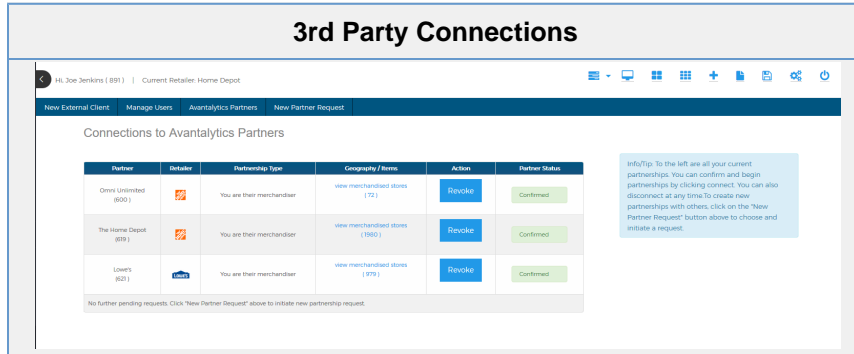 3rd Party Connections
Hi, Joe Jenkins ( 891 ) | Current Retailer: Home Depot
New External Client Manage Users Avantalytics Partners New Partner Request
Connections to Avantalytics Partners
Partner Retailer Partnership Type Geography / Items Action Partner Status
Omni Unlimited
(600 )
You are their merchandiser
view merchandised stores
( 72 )
Revoke
Confirmed
The Home Depot
(619 )
You are their merchandiser
view merchandised stores
( 1980 )
Revoke
Confirmed
Lowe's
(621 )
LOWE'S
You are their merchandiser
view merchandised stores
( 979 )
Revoke
Confirmed
No further pending requests. Click "New Partner Request" above to initiate new partnership request.
Info/Tip: To the left are all your current
partnerships. You can confirm and begin
partnerships by clicking connect. You can also
disconnect at any time.To create new
partnerships with others, click on the "New
Partner Request" button above to choose and
initiate a request.